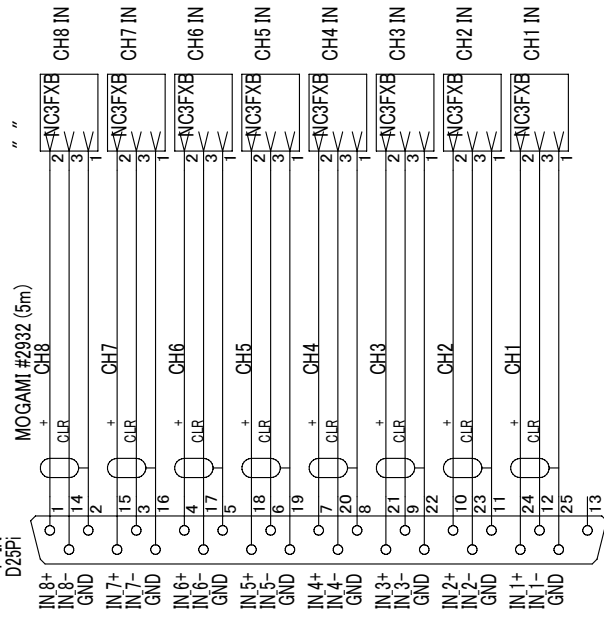 CH8 IN
CH7 IN
CH6 IN
CH5 IN
CH4 IN
CH3 IN
CH2 IN
CH1 IN
" "
NC3FXB
2
3
1
NC3FXB
2
3
1
NC3FXB
2
3
1
NC3FXB
2
3
1
NC3FXB
2
3
1
NC3FXB
2
3
1
NC3FXB
2
3
1
NC3FXB
2
3
1
MOGAMI #2932 (5m)
CH8
CH7
CH6
CH5
CH4
CH3
CH2
CH1
+
CLR
+
CLR
+
CLR
+
CLR
+
CLR
+
CLR
+
CLR
+
CLR
1
14
2
15
3
16
4
17
5
18
6
19
7
20
8
21
9
22
10
23
11
24
12
25
13
D25Pi
IN_8+
IN_8-
GND
IN_7+
IN_7-
GND
IN_6+
IN_6-
GND
IN_5+
IN_5-
GND
IN_4+
IN_4-
GND
IN_3+
IN_3-
GND
IN_2+
IN_2-
GND
IN_1+
IN_1-
GND